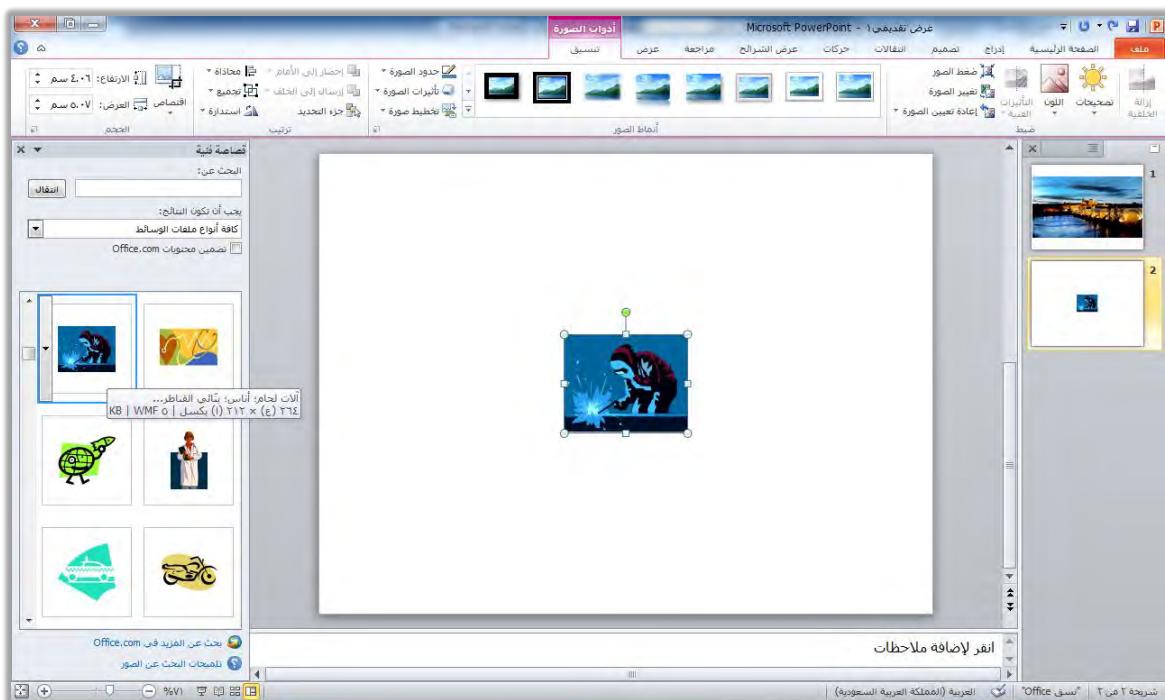 عرض تقديمي١ - Microsoft PowerPoint
أدوات الصورة
ملف الصفحة الرئيسية إدراج تصميم انتقالات حركات عرض الشرائح مراجعة عرض تنسيق
إزالة الخلفية
تصحيحات
اللون
التأثيرات الفنية
ضغط الصور
تغيير الصورة
إعادة تعيين الصورة
ضبط
أنماط الصور
حدود الصورة
تأثيرات الصورة
تخطيط صورة
إحضار إلى الأمام
إرسال إلى الخلف
جزء التحديد
محاذاة
تجميع
استدارة
ترتيب
اقتصاص
الارتفاع: ٤.٠٦ سم
العرض: ٥.٠٧ سم
الحجم
1
2
قصاصة فنية
البحث عن:
انتقال
يجب أن تكون النتائج:
كافة أنواع ملفات الوسائط
تضمين محتويات Office.com
آلات لحام؛ أناس؛ بنّائي القناطر...
٢٦٤ (ع) × ٢١٢ (ا) بكسل | ٥ KB | WMF
بحث عن المزيد في Office.com
تلميحات البحث عن الصور
انقر لإضافة ملاحظات
شريحة ٢ من ٢ "نسق Office" العربية (المملكة العربية السعودية) %٧١